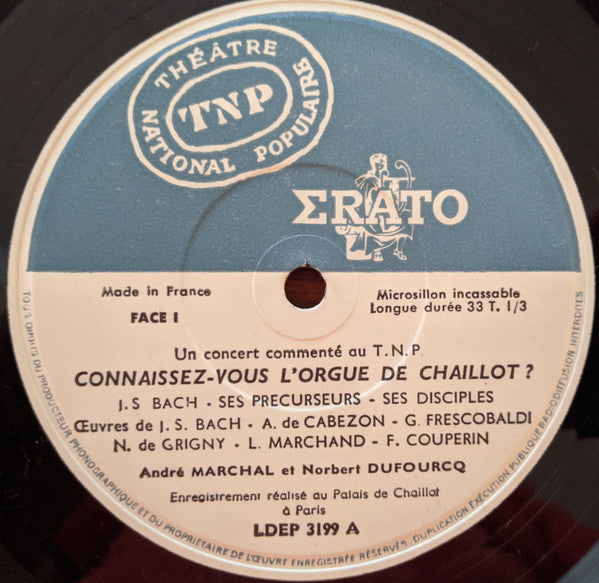 THÉÂTRE
TNP
NATIONAL POPULAIRE
ΣRATO
Made in France
Microsillon incassable
FACE I
Longue durée 33 T. 1/3
Un concert commenté au T.N.P.
CONNAISSEZ-VOUS L'ORGUE DE CHAILLOT ?
J.S BACH - SES PRECURSEURS - SES DISCIPLES
Œuvres de J. S. BACH - A. de CABEZON - G. FRESCOBALDI
N. de GRIGNY - L. MARCHAND - F. COUPERIN
André MARCHAL et Norbert DUFOURCQ
Enregistrement réalisé au Palais de Chaillot
à Paris
LDEP 3199 A
TOUS DROITS DU PRODUCTEUR PHONOGRAPHIQUE ET DU PROPRIÉTAIRE DE L'ŒUVRE ENREGISTRÉE RÉSERVÉS. DUPLICATION EXÉCUTION PUBLIQUE RADIODIFFUSION INTERDITES